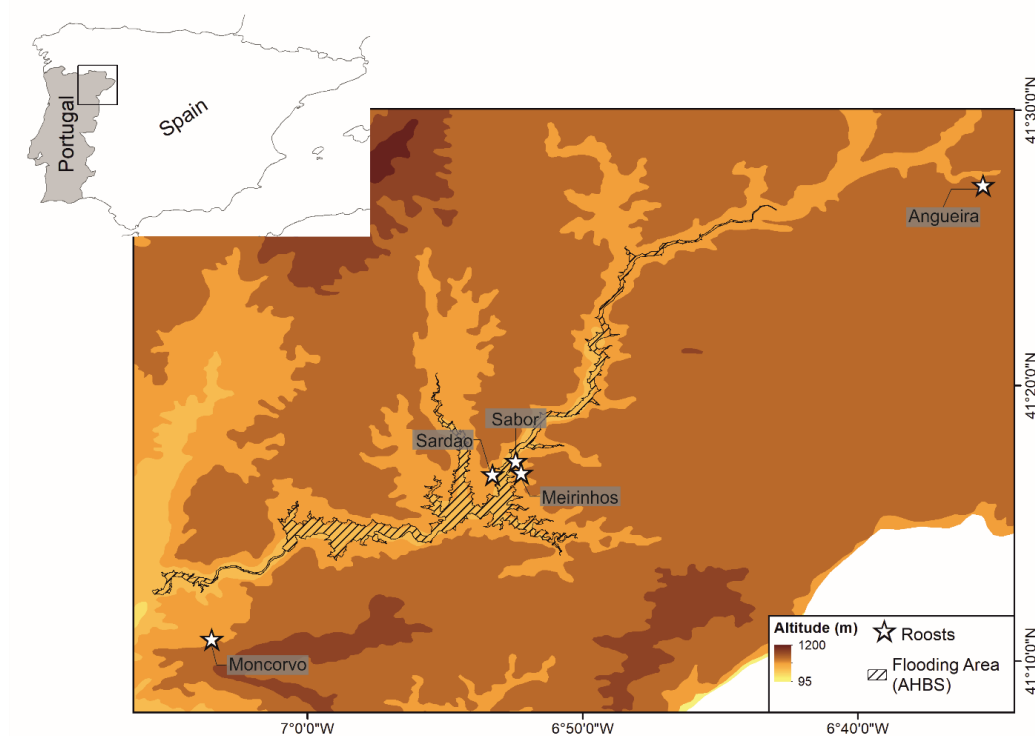 Portugal
Spain
41°30'0"N
Angueira
41°20'0"N
Sabor
Sardão
Meirinhos
Moncorvo
Altitude (m)
1200
95
Roosts
Flooding Area
(AHBS)
41°10'0"N
7°0'0"W
6°50'0"W
6°40'0"W